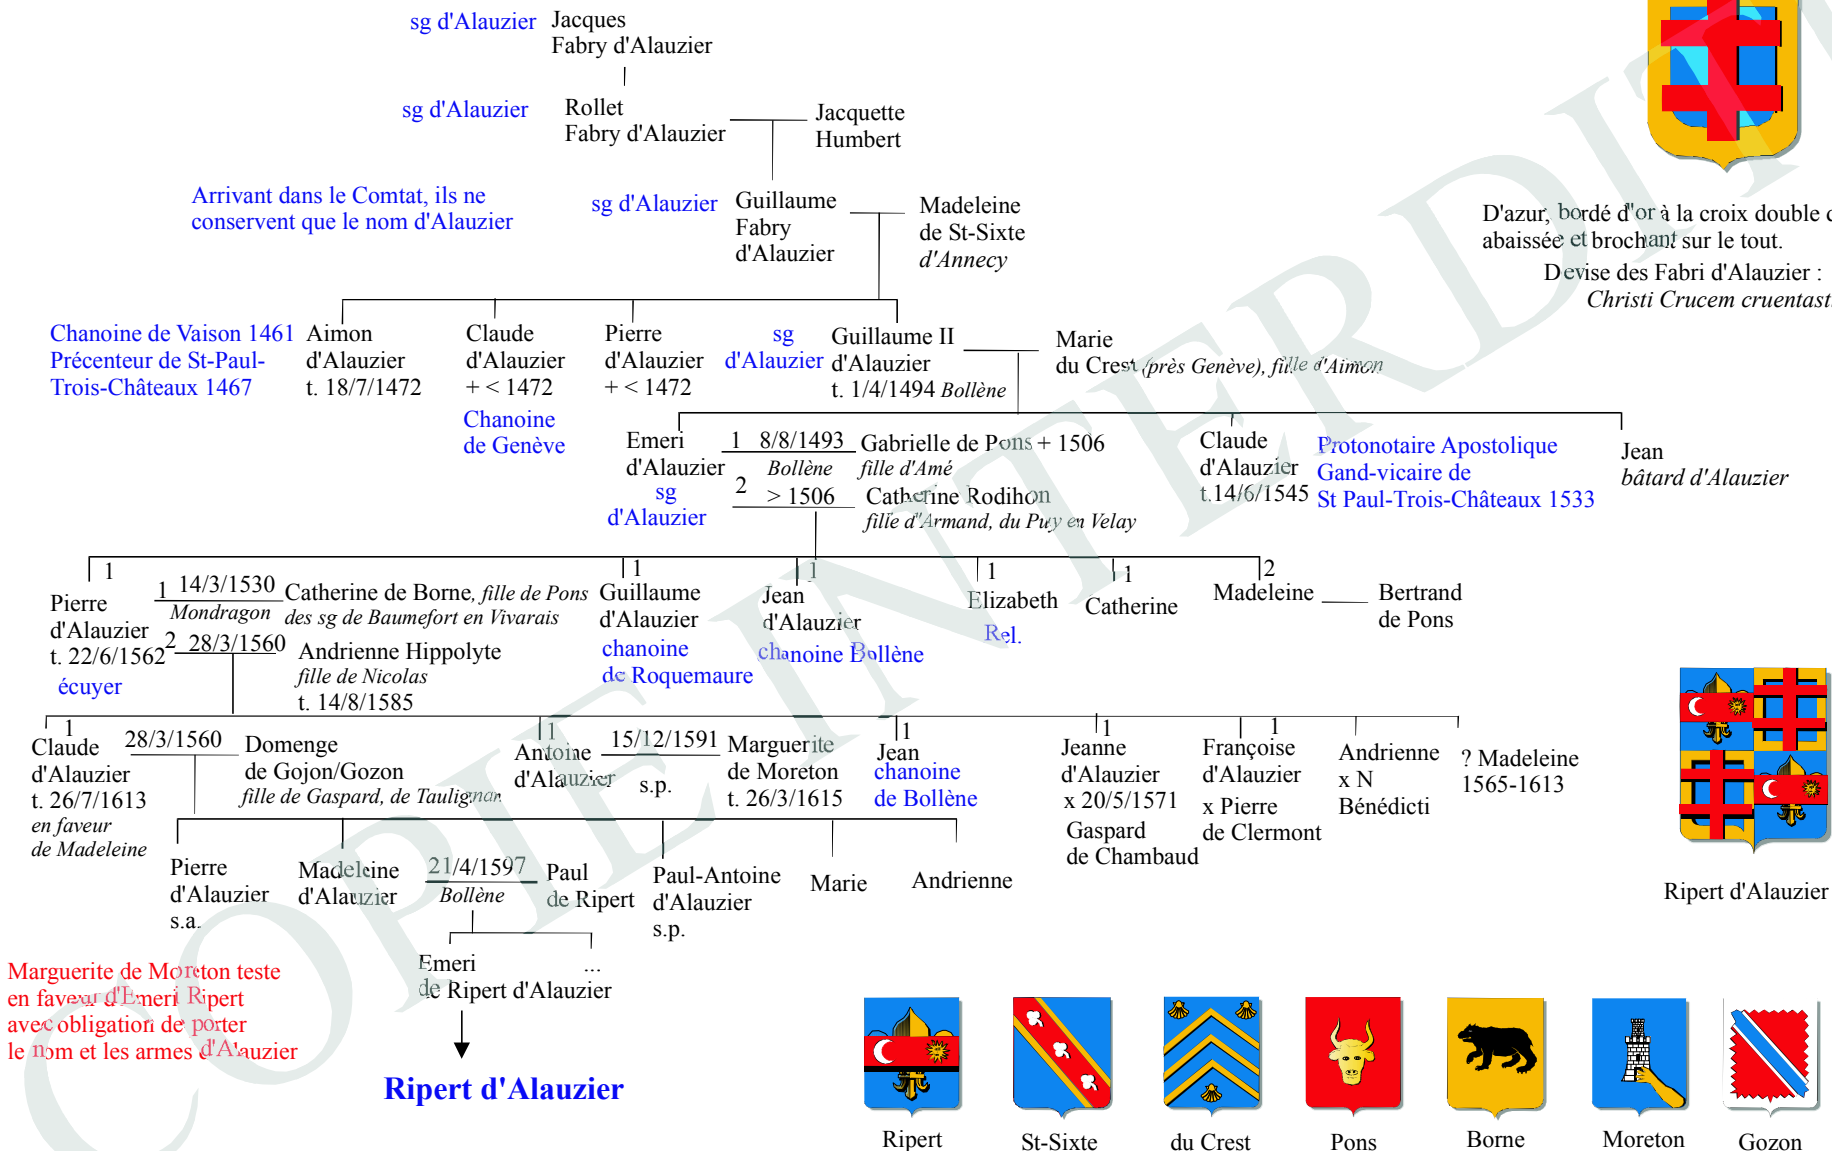 sg d'Alauzier
Jacques
Fabry d'Alauzier
sg d'Alauzier
Rollet
Fabry d'Alauzier
Jacquette
Humbert
Arrivant dans le Comtat, ils ne
conservent que le nom d'Alauzier
sg d'Alauzier
Guillaume
Fabry
d'Alauzier
Madeleine
de St-Sixte
d'Annecy
D'azur, bordé d"or à la croix double
abaissée et brochant sur le tout.
Devise des Fabri d'Alauzier :
Christi Crucem
Chanoine de Vaison 1461
Précenteur de St-Paul-
Trois-Châteaux 1467
Aimon
d'Alauzier
t. 18/7/1472
Claude
d'Alauzier
+ < 1472
Chanoine
de Genève
Pierre
d'Alauzier
+ < 1472
sg
d'Alauzier
Guillaume II
d'Alauzier
t. 1/4/1494 Bollène
Marie
du Crest (près Genève), fille d'Aimon
Emeri
d'Alauzier
sg
d'Alauzier
1 8/8/1493
Bollène
Gabrielle de Pons + 1506
fille d'Amé
2 > 1506
Catherine Rodihon
fille d"Armand, du Puy en Velay
Claude
d'Alauzier
t.14/6/1545
Protonotaire Apostolique
Gand-vicaire de
St Paul-Trois-Châteaux 1533
Jean
bâtard d'Alauzier
1
Pierre
d'Alauzier
t. 22/6/1562
écuyer
1 14/3/1530
Mondragon
Catherine de Borne, fille de Pons
des sg de Baumefort en Vivarais
2 28/3/1560
Andrienne Hippolyte
fille de Nicolas
t. 14/8/1585
1
Guillaume
d'Alauzier
chanoine
de Roquemaure
1
Jean
d'Alauzier
chanoine Bollène
1
Elizabeth
Rel.
1
Catherine
2
Madeleine
Bertrand
de Pons
1
Claude
d'Alauzier
t. 26/7/1613
en faveur
de Madeleine
28/3/1560
Domenge
de Gojon/Gozon
fille de Gaspard, de Taulignan
1
Antoine
d'Alauzier
15/12/1591
s.p.
Marguerite
de Moreton
t. 26/3/1615
1
Jean
chanoine
de Bollène
1
Jeanne
d'Alauzier
x 20/5/1571
Gaspard
de Chambaud
1
Françoise
d'Alauzier
x Pierre
de Clermont
Andrienne
x N
Bénédicti
? Madeleine
1565-1613
Pierre
d'Alauzier
s.a.
Madeleine
d'Alauzier
21/4/1597
Bollène
Paul
de Ripert
Paul-Antoine
d'Alauzier
s.p.
Marie
Andrienne
Ripert d'Alauzier
Emeri
de Ripert d'Alauzier
...
Marguerite de Moreton teste
en faveur d'Emeri Ripert
avec obligation de porter
le nom et les armes d'Alauzier
Ripert d'Alauzier
Ripert
St-Sixte
du Crest
Pons
Borne
Moreton
Gozon
COPIE INTERDIT